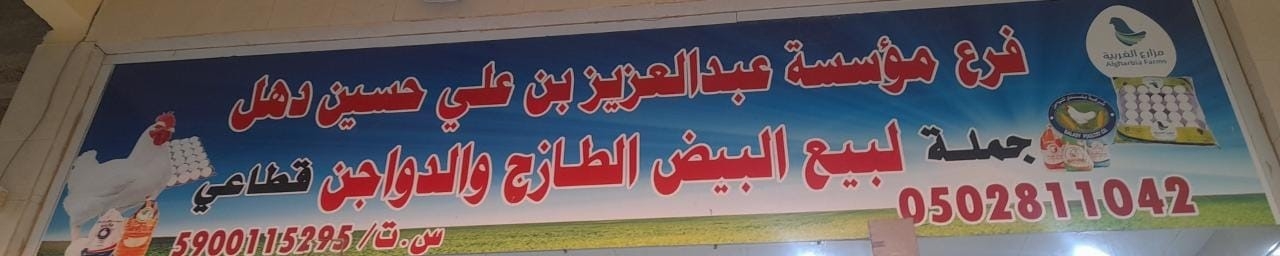 مزارع الغربية
Algharbia Farms
فرع مؤسسة عبدالعزيز بن علي حسين دهل
جملة لبيع البيض الطازج والدواجن قطاعي
0502811042
س.ت/ 5900115295